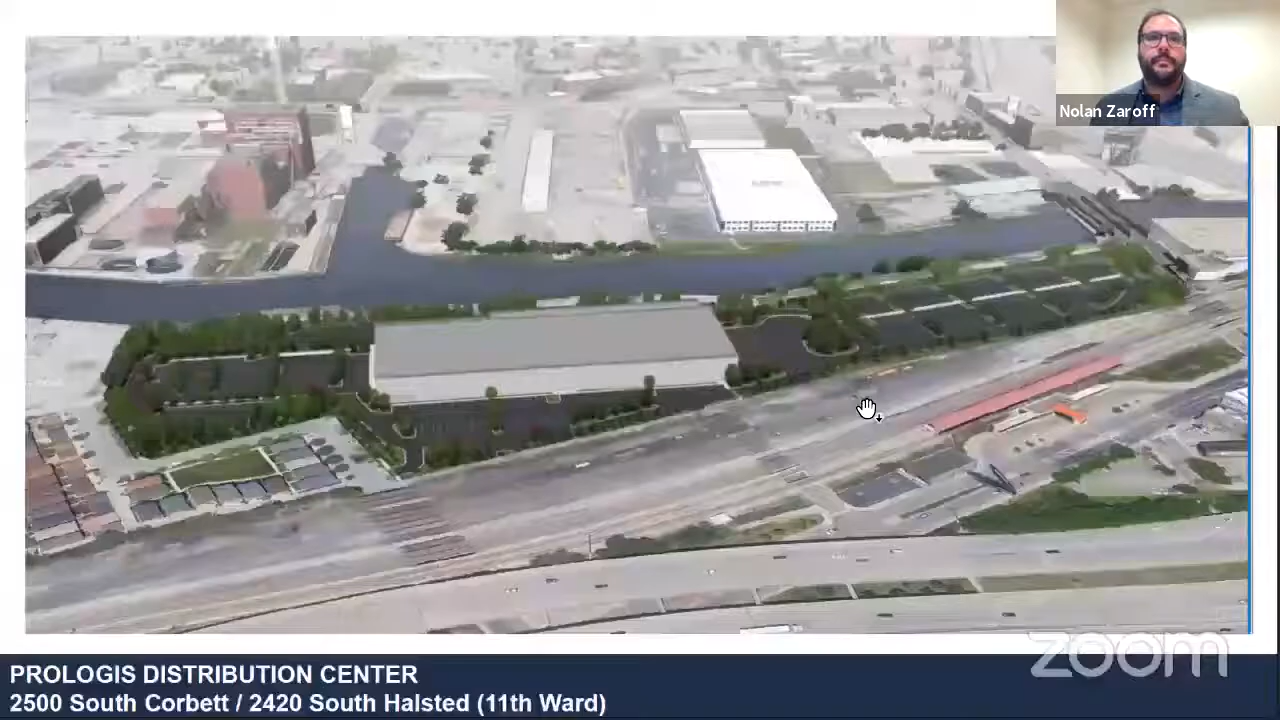 Nolan Zaroff
zoom
PROLOGIS DISTRIBUTION CENTER
2500 South Corbett / 2420 South Halsted (11th Ward)